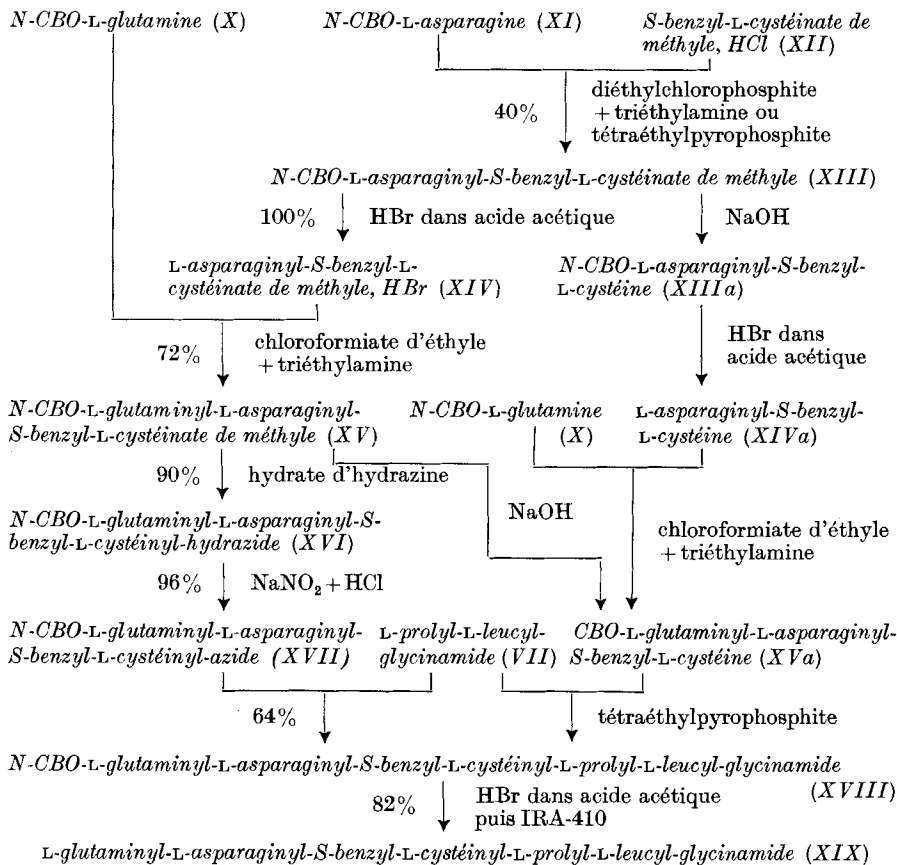 N-CBO-L-glutamine (X)
N-CBO-L-asparagine (XI)
S-benzyl-L-cystéinate de
méthyle, HCl (XII)
40%
diéthylchlorophosphite
+ triéthylamine ou
tétraéthylpyrophosphite
N-CBO-L-asparaginyl-S-benzyl-L-cystéinate de méthyle (XIII)
100%
HBr dans acide acétique
NaOH
L-asparaginyl-S-benzyl-L-
cystéinate de méthyle, HBr (XIV)
N-CBO-L-asparaginyl-S-benzyl-
L-cystéine (XIIIa)
72%
chloroformiate d'éthyle
+ triéthylamine
HBr dans
acide acétique
N-CBO-L-glutaminyl-L-asparaginyl-
S-benzyl-L-cystéinate de méthyle (XV)
N-CBO-L-glutamine
(X)
L-asparaginyl-S-benzyl-
L-cystéine (XIVa)
90%
hydrate d'hydrazine
NaOH
chloroformiate d'éthyle
+ triéthylamine
N-CBO-L-glutaminyl-L-asparaginyl-S-
benzyl-L-cystéinyl-hydrazide (XVI)
96%
NaNO₂ + HCl
N-CBO-L-glutaminyl-L-asparaginyl-
S-benzyl-L-cystéinyl-azide (XVII)
L-prolyl-L-leucyl-
glycinamide (VII)
CBO-L-glutaminyl-L-asparaginyl-
S-benzyl-L-cystéine (XVa)
64%
tétraéthylpyrophosphite
N-CBO-L-glutaminyl-L-asparaginyl-S-benzyl-L-cystéinyl-L-prolyl-L-leucyl-glycinamide
(XVIII)
82%
HBr dans acide acétique
puis IRA-410
L-glutaminyl-L-asparaginyl-S-benzyl-L-cystéinyl-L-prolyl-L-leucyl-glycinamide (XIX)